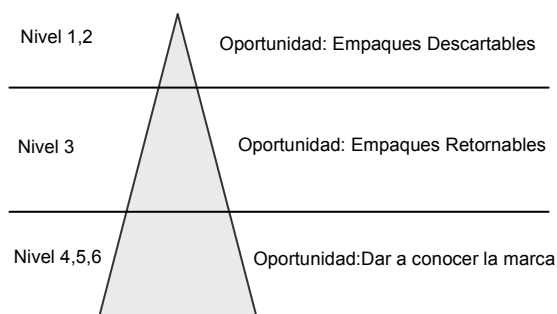 Nivel 1,2
Oportunidad: Empaques Descartables
Nivel 3
Oportunidad: Empaques Retornables
Nivel 4,5,6
Oportunidad:Dar a conocer la marca